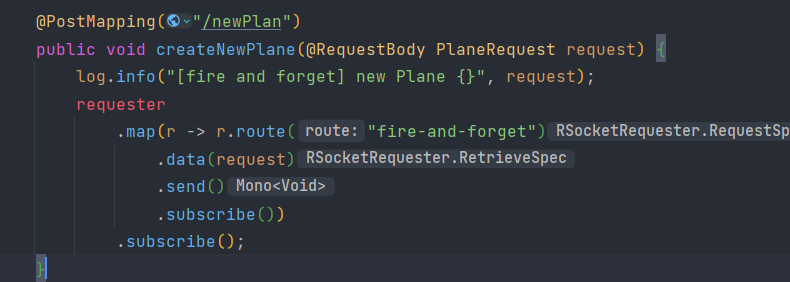 @PostMapping("/newPlan")
public void createNewPlane(@RequestBody PlaneRequest request) {
log.info("[fire and forget] new Plane {}", request);
requester
.map(r -> r.route( route: "fire-and-forget") RSocketRequester.RequestSp
.data(request) RSocketRequester.RetrieveSpec
.send() Mono<Void>
.subscribe())
.subscribe();
}